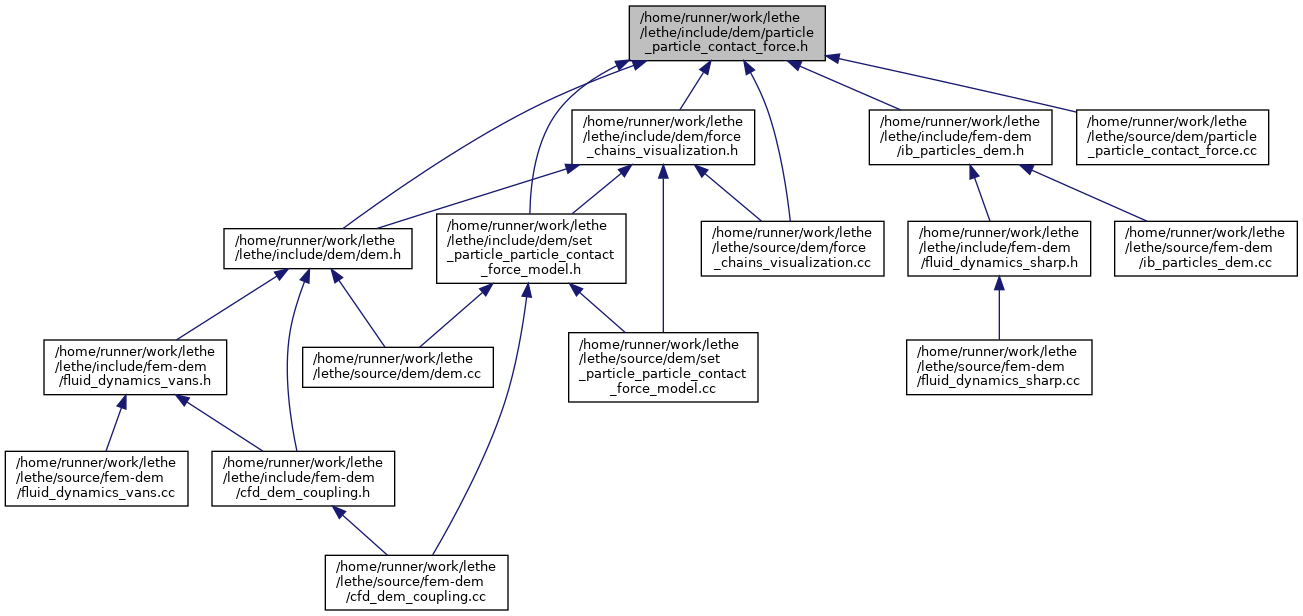 /home/runner/work/lethe
/lethe/include/dem/particle
_particle_contact_force.h
/home/runner/work/lethe
/lethe/include/dem/force
_chains_visualization.h
/home/runner/work/lethe
/lethe/include/fem-dem
/ib_particles_dem.h
/home/runner/work/lethe
/lethe/source/dem/particle
_particle_contact_force.cc
/home/runner/work/lethe
/lethe/include/dem/dem.h
/home/runner/work/lethe
/lethe/include/dem/set
_particle_particle_contact
_force_model.h
/home/runner/work/lethe
/lethe/source/dem/force
_chains_visualization.cc
/home/runner/work/lethe
/lethe/include/fem-dem
/fluid_dynamics_sharp.h
/home/runner/work/lethe
/lethe/source/fem-dem
/ib_particles_dem.cc
/home/runner/work/lethe
/lethe/include/fem-dem
/fluid_dynamics_vans.h
/home/runner/work/lethe
/lethe/source/dem/dem.cc
/home/runner/work/lethe
/lethe/source/dem/set
_particle_particle_contact
_force_model.cc
/home/runner/work/lethe
/lethe/source/fem-dem
/fluid_dynamics_sharp.cc
/home/runner/work/lethe
/lethe/source/fem-dem
/fluid_dynamics_vans.cc
/home/runner/work/lethe
/lethe/include/fem-dem
/cfd_dem_coupling.h
/home/runner/work/lethe
/lethe/source/fem-dem
/cfd_dem_coupling.cc